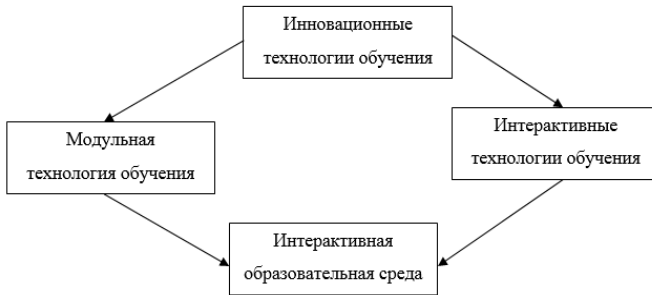 Инновационные
технологии обучения
Модульная
технология обучения
Интерактивные
технологии обучения
Интерактивная
образовательная среда